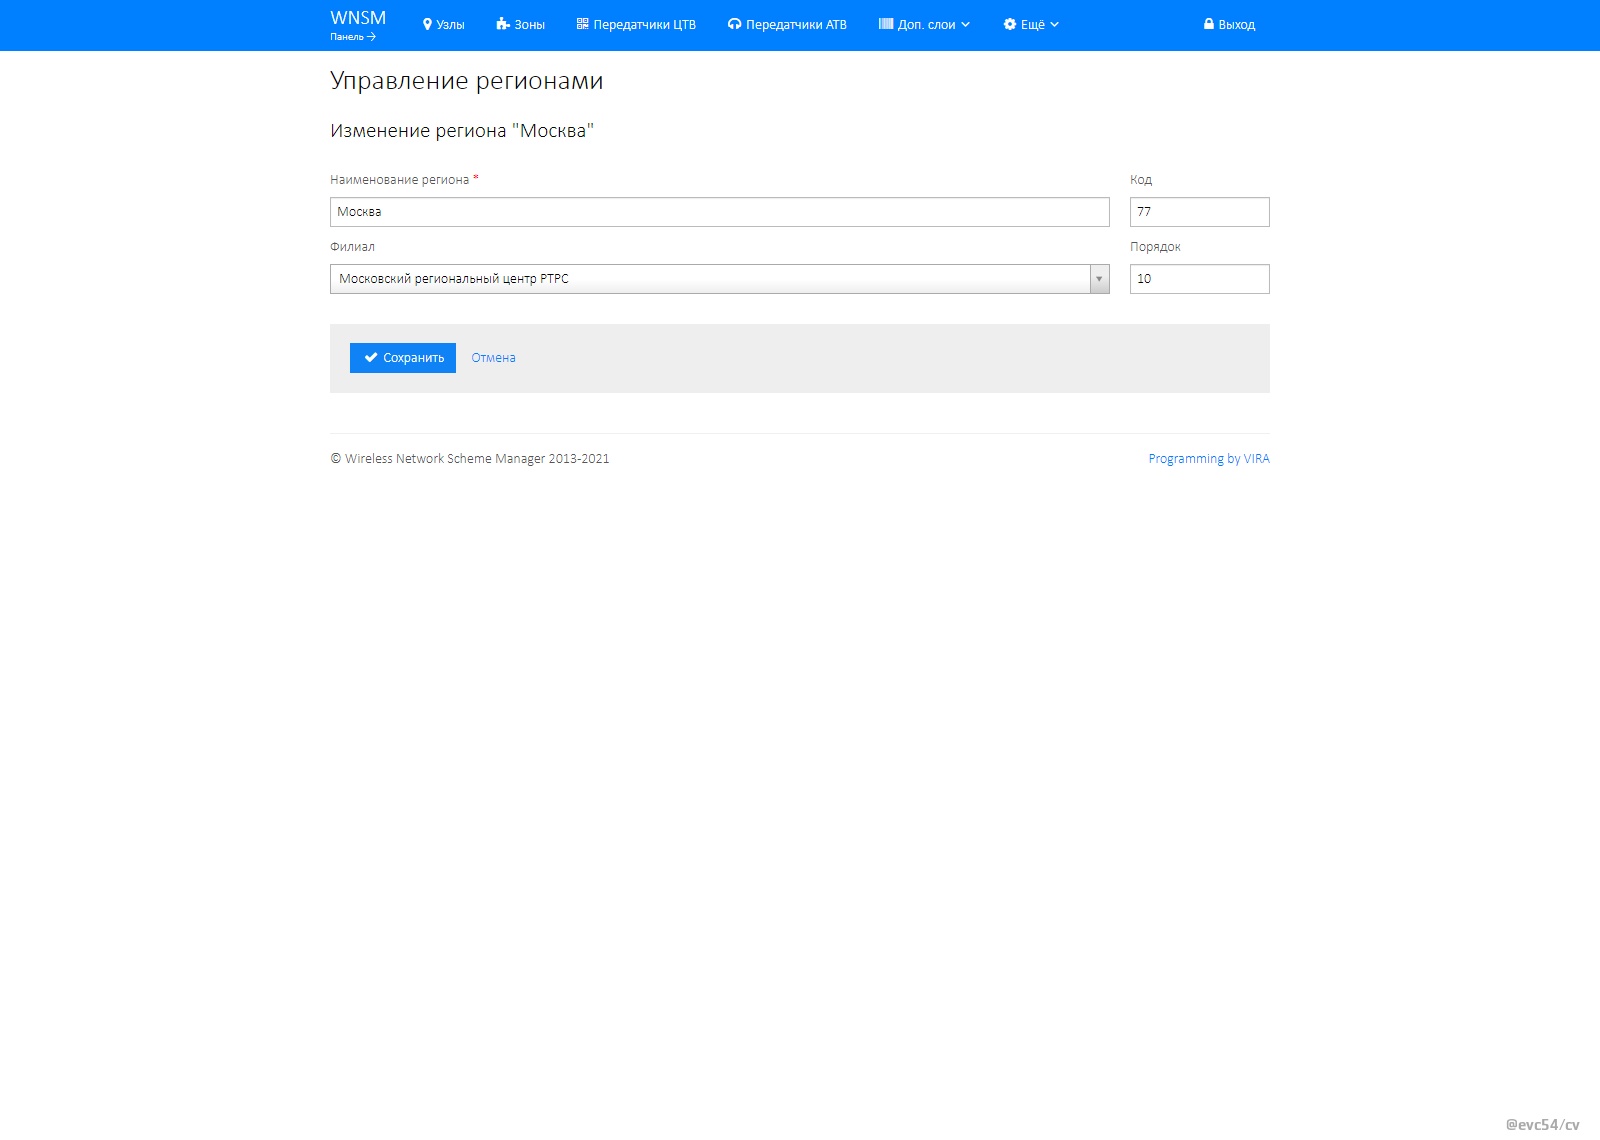 WNSM
Панель →
Узлы
Зоны
Передатчики ЦТВ
Передатчики АТВ
Доп. слои
Ещё
Выход
Управление регионами
Изменение региона "Москва"
Наименование региона *
Код
Москва
77
Филиал
Порядок
Московский региональный центр РТРС
10
Сохранить
Отмена
© Wireless Network Scheme Manager 2013-2021
Programming by VIRA
@evc54/cv